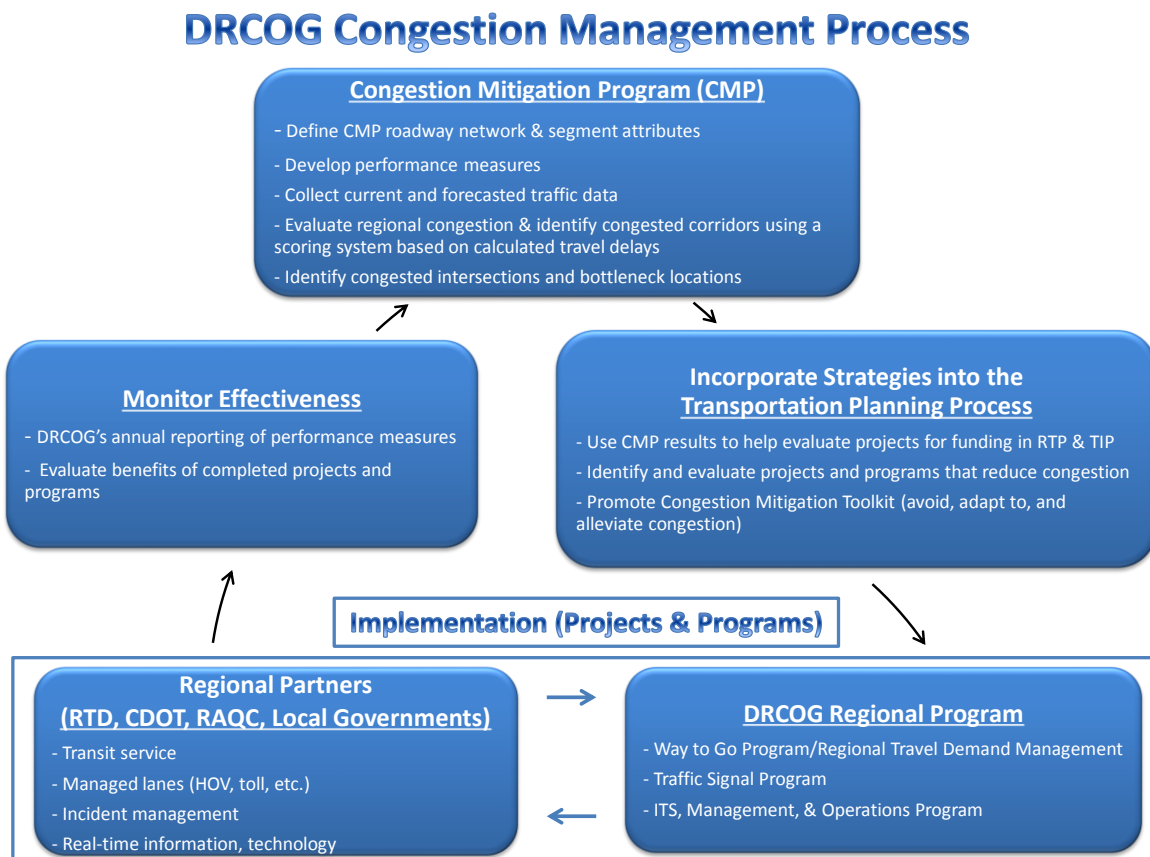 DRCOG Congestion Management Process
Congestion Mitigation Program (CMP)
- Define CMP roadway network & segment attributes
- Develop performance measures
- Collect current and forecasted traffic data
- Evaluate regional congestion & identify congested corridors using a
scoring system based on calculated travel delays
- Identify congested intersections and bottleneck locations
Monitor Effectiveness
- DRCOG's annual reporting of performance measures
- Evaluate benefits of completed projects and
programs
Incorporate Strategies into the
Transportation Planning Process
- Use CMP results to help evaluate projects for funding in RTP & TIP
- Identify and evaluate projects and programs that reduce congestion
- Promote Congestion Mitigation Toolkit (avoid, adapt to, and
alleviate congestion)
Implementation (Projects & Programs)
Regional Partners
(RTD, CDOT, RAQC, Local Governments)
- Transit service
- Managed lanes (HOV, toll, etc.)
- Incident management
- Real-time information, technology
DRCOG Regional Program
- Way to Go Program/Regional Travel Demand Management
- Traffic Signal Program
- ITS, Management, & Operations Program